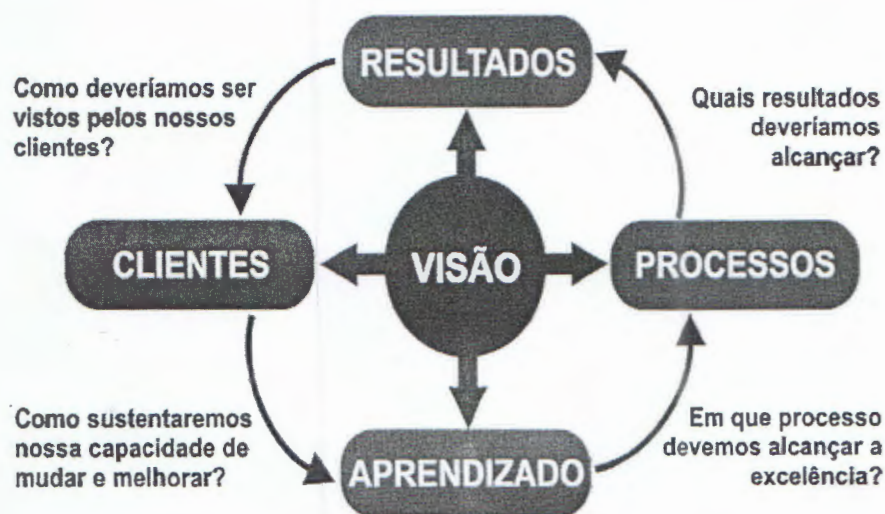 RESULTADOS
Como deveríamos ser
vistos pelos nossos
clientes?
Quais resultados
deveríamos
alcançar?
CLIENTES
VISÃO
PROCESSOS
Como sustentaremos
nossa capacidade de
mudar e melhorar?
APRENDIZADO
Em que processo
devemos alcançar a
excelência?